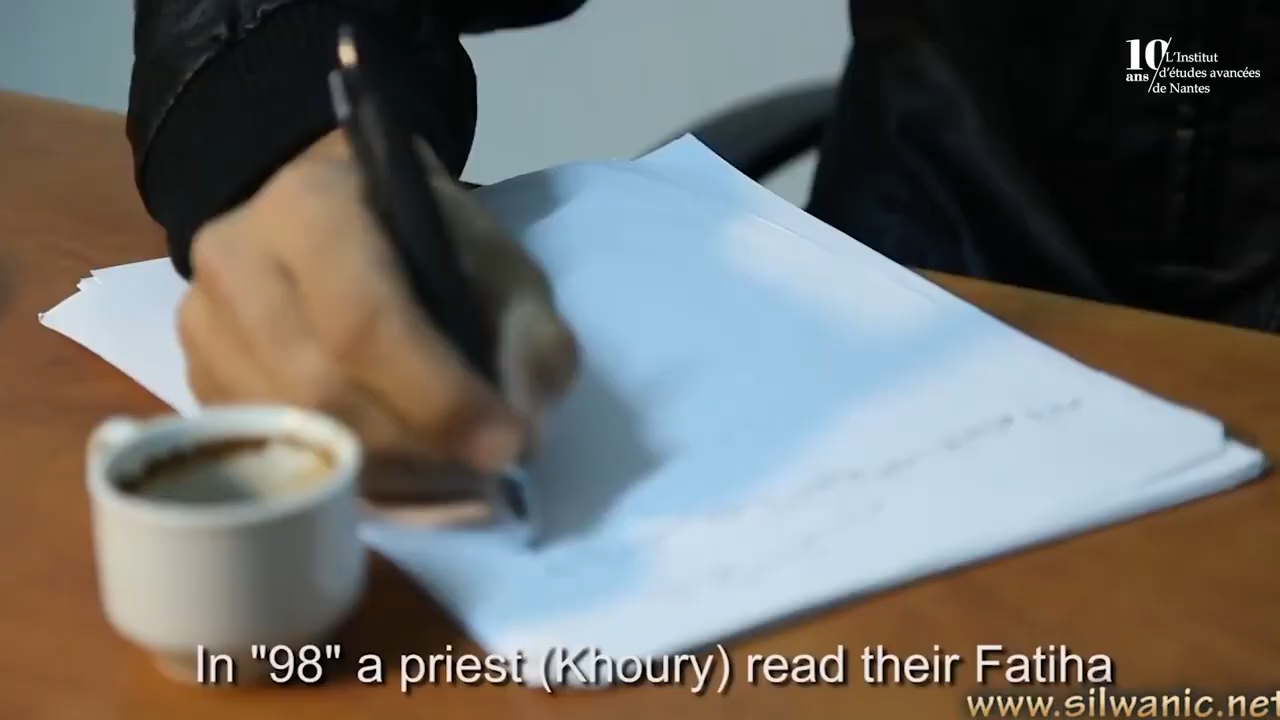 10 ans
L'Institut
d'études avancées
de Nantes
In "98" a priest (Khoury) read their Fatiha
www.silwanic.net